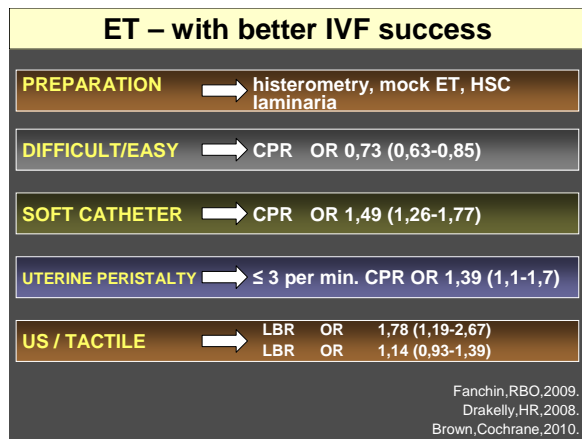 ET – with better IVF success
PREPARATION histerometry, mock ET, HSC
laminaria
DIFFICULT/EASY CPR OR 0,73 (0,63-0,85)
SOFT CATHETER CPR OR 1,49 (1,26-1,77)
UTERINE PERISTALTY ≤ 3 per min. CPR OR 1,39 (1,1-1,7)
US / TACTILE LBR OR 1,78 (1,19-2,67)
LBR OR 1,14 (0,93-1,39)
Fanchin,RBO,2009.
Drakelly,HR,2008.
Brown,Cochrane,2010.